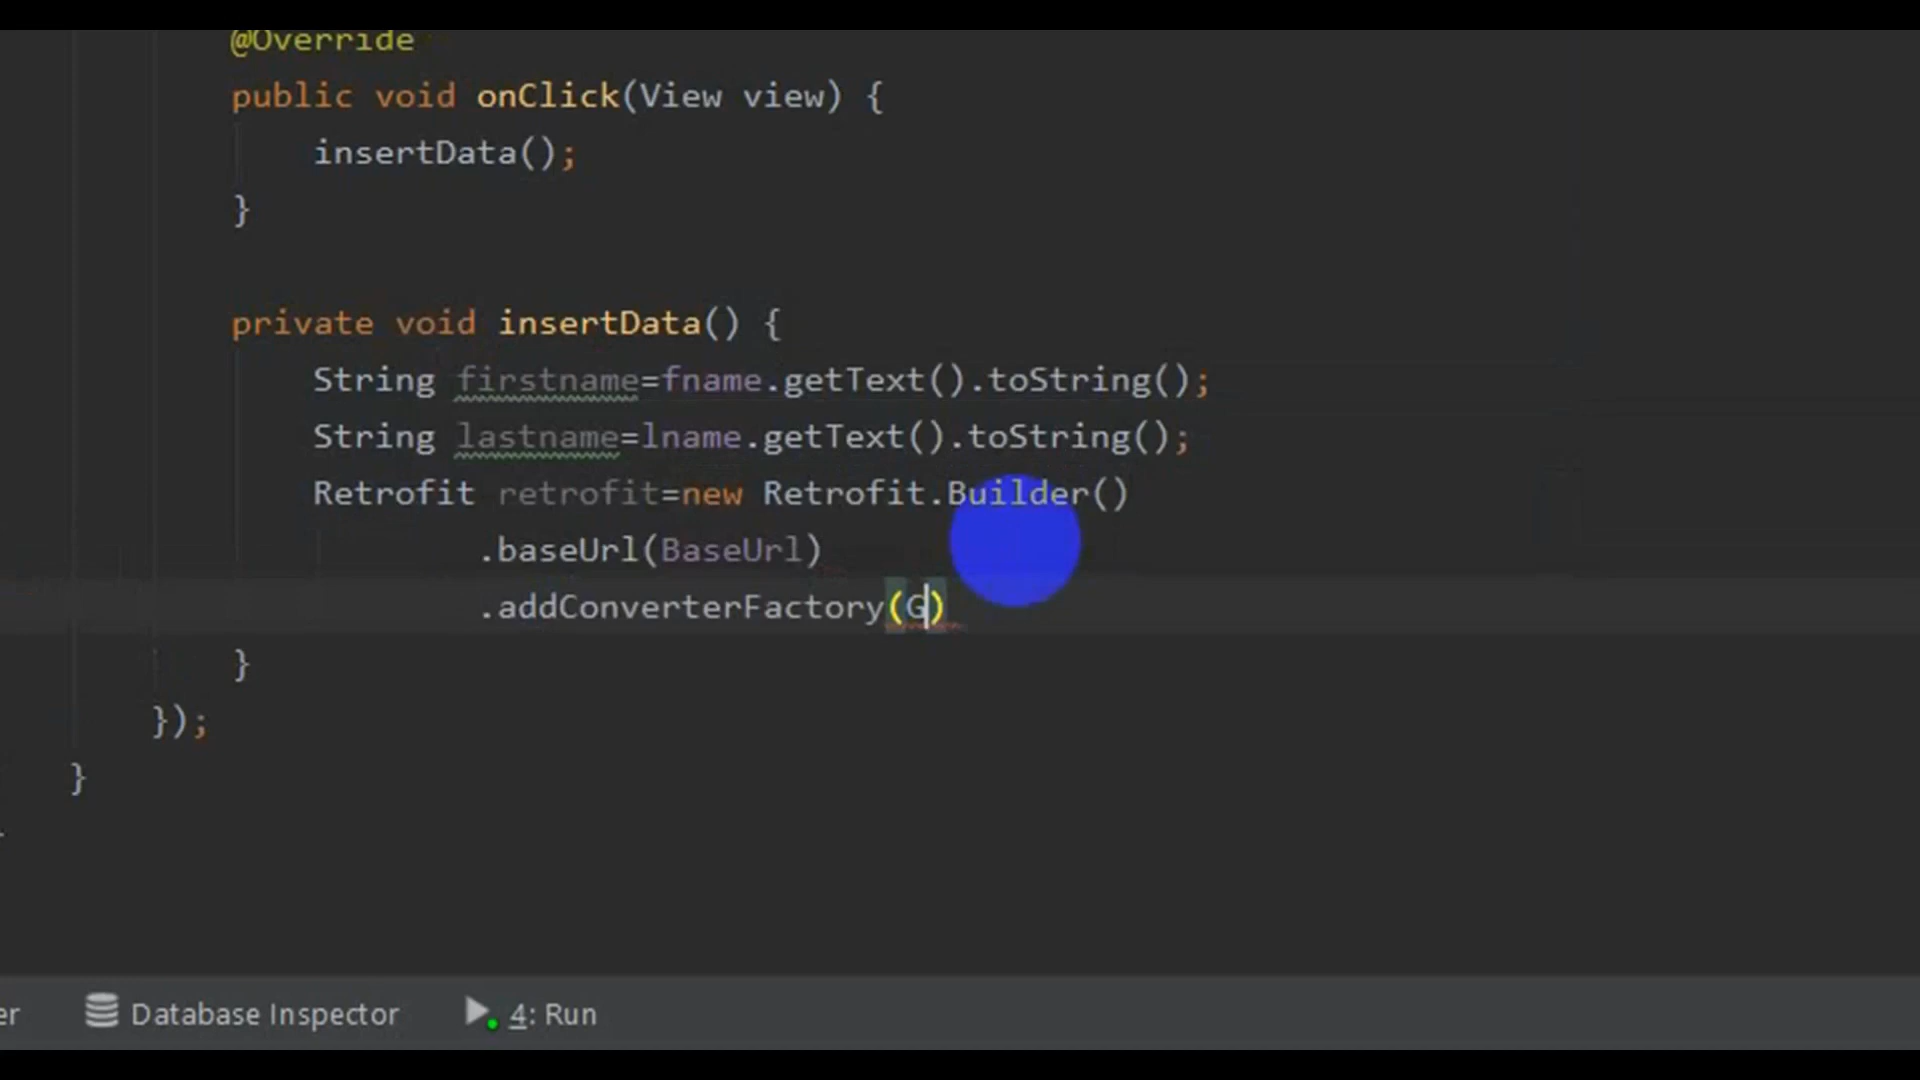 @Override
public void onClick(View view) {
insertData();
}
private void insertData() {
String firstname=fname.getText().toString();
String lastname=lname.getText().toString();
Retrofit retrofit=new Retrofit.Builder()
.baseUrl(BaseUrl)
.addConverterFactory(G)
}
});
}
er Database Inspector 4: Run